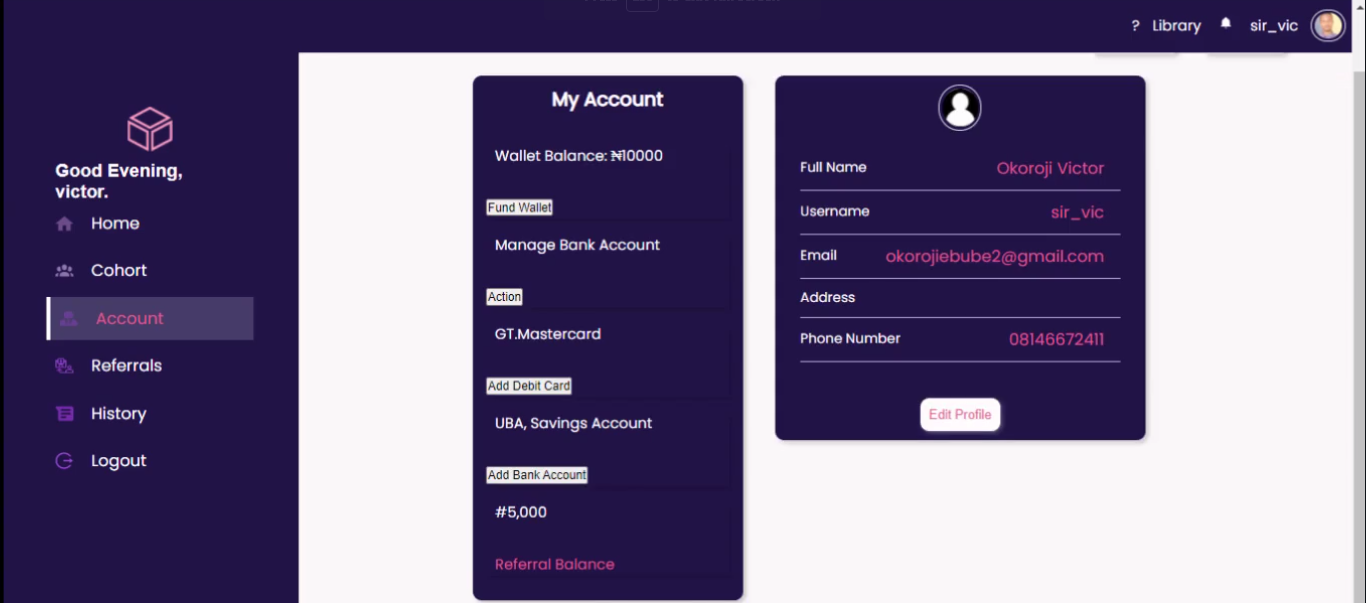 ? Library sir_vic
Good Evening,
victor.
Home
Cohort
Account
Referrals
History
Logout
My Account
Wallet Balance: ₦10000
Fund Wallet
Manage Bank Account
Action
GT.Mastercard
Add Debit Card
UBA, Savings Account
Add Bank Account
#5,000
Referral Balance
Full Name Okoroji Victor
Username sir_vic
Email okorojiebube2@gmail.com
Address
Phone Number 08146672411
Edit Profile